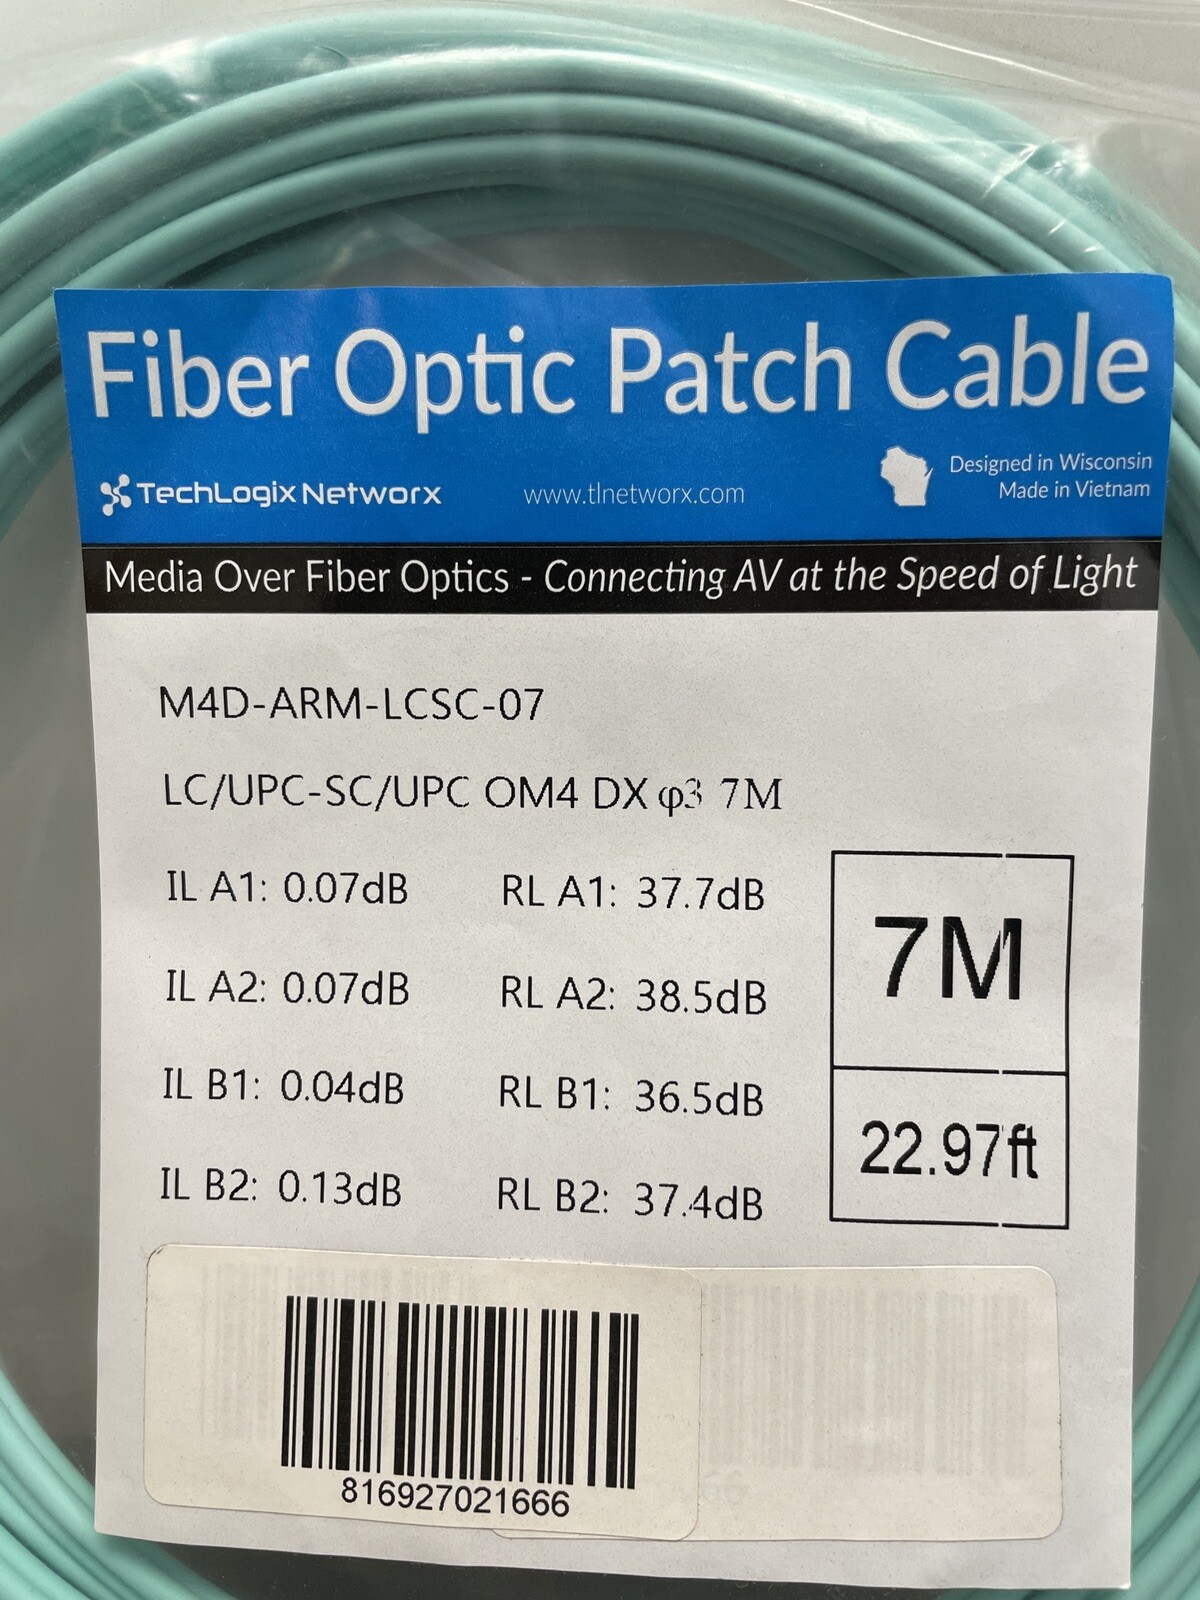 Fiber Optic Patch Cable
TechLogix Networx
www.tlnetworx.com
Designed in Wisconsin
Made in Vietnam
Media Over Fiber Optics - Connecting AV at the Speed of Light
M4D-ARM-LCSC-07
LC/UPC-SC/UPC OM4 DX φ3 7M
IL A1: 0.07dB RL A1: 37.7dB
IL A2: 0.07dB RL A2: 38.5dB
IL B1: 0.04dB RL B1: 36.5dB
IL B2: 0.13dB RL B2: 37.4dB
7M
22.97ft
816927021666